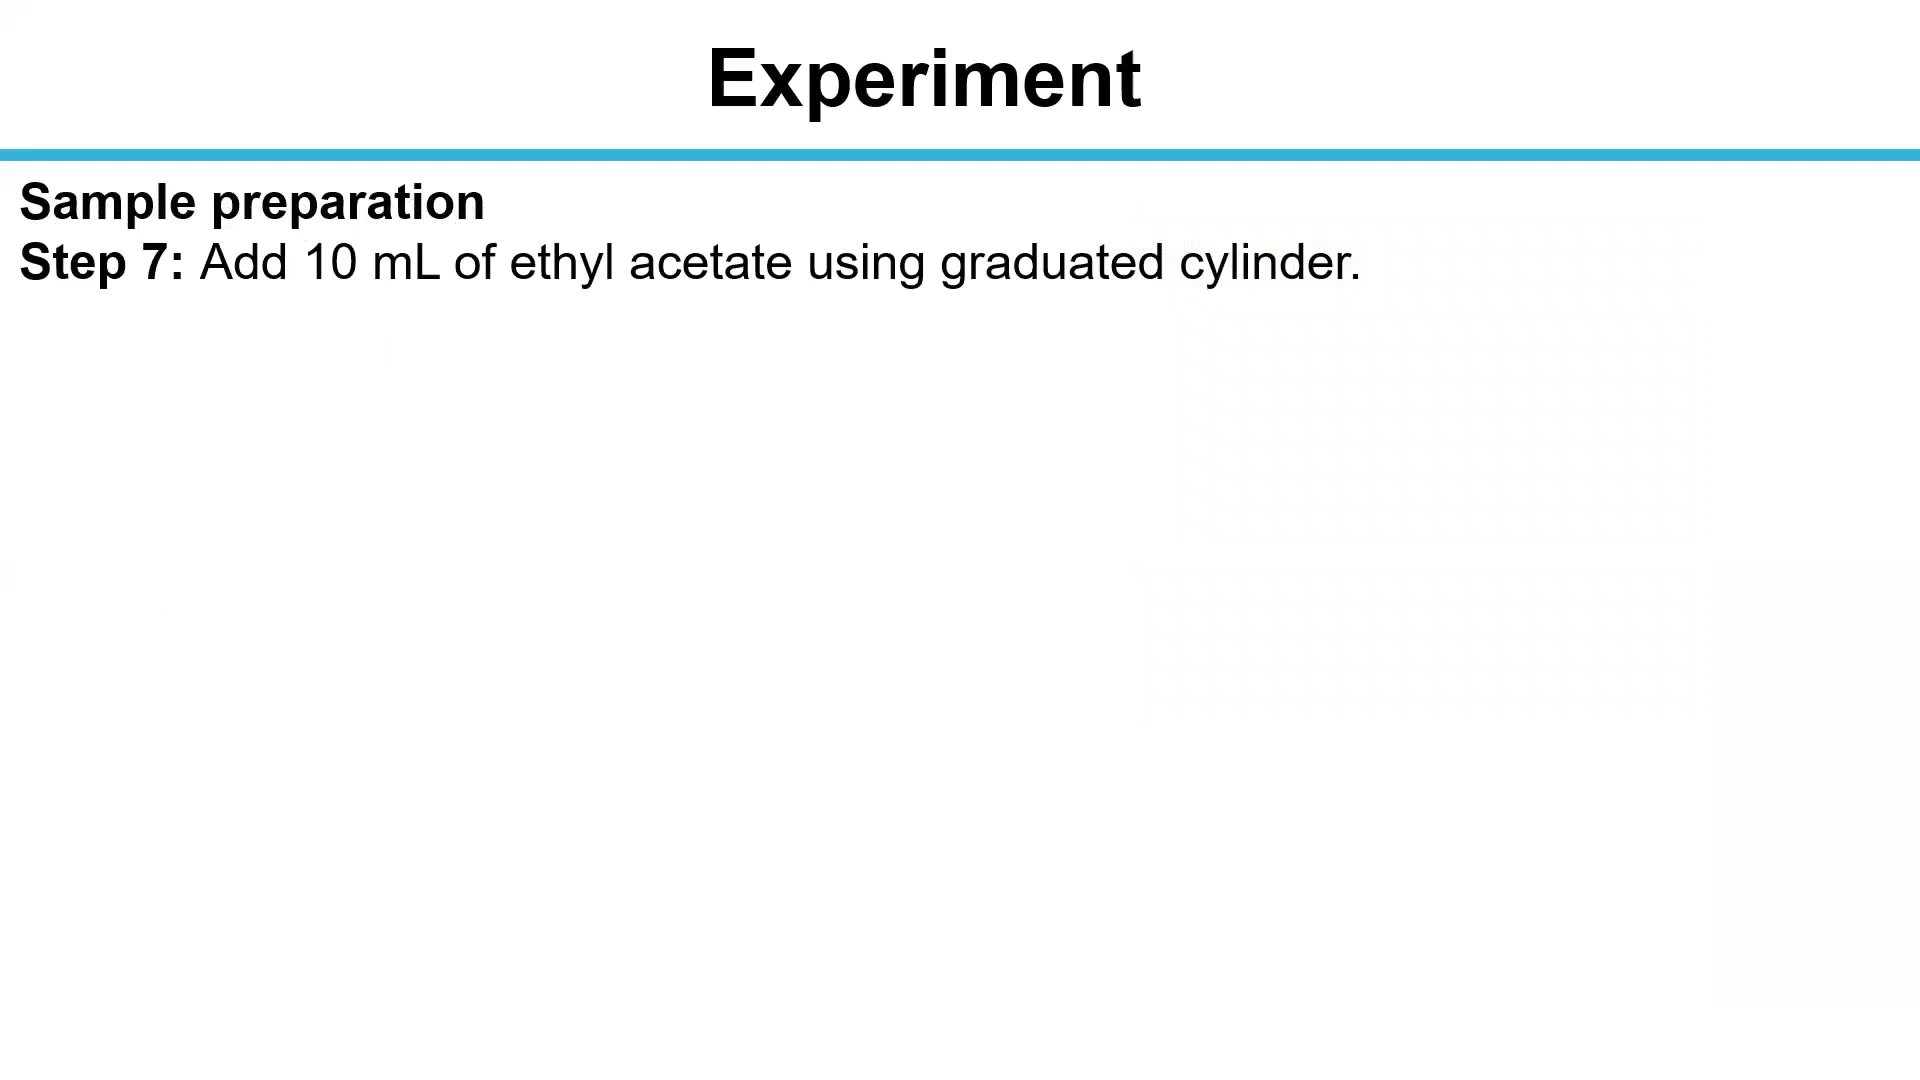 Experiment
Sample preparation
Step 7: Add 10 mL of ethyl acetate using graduated cylinder.